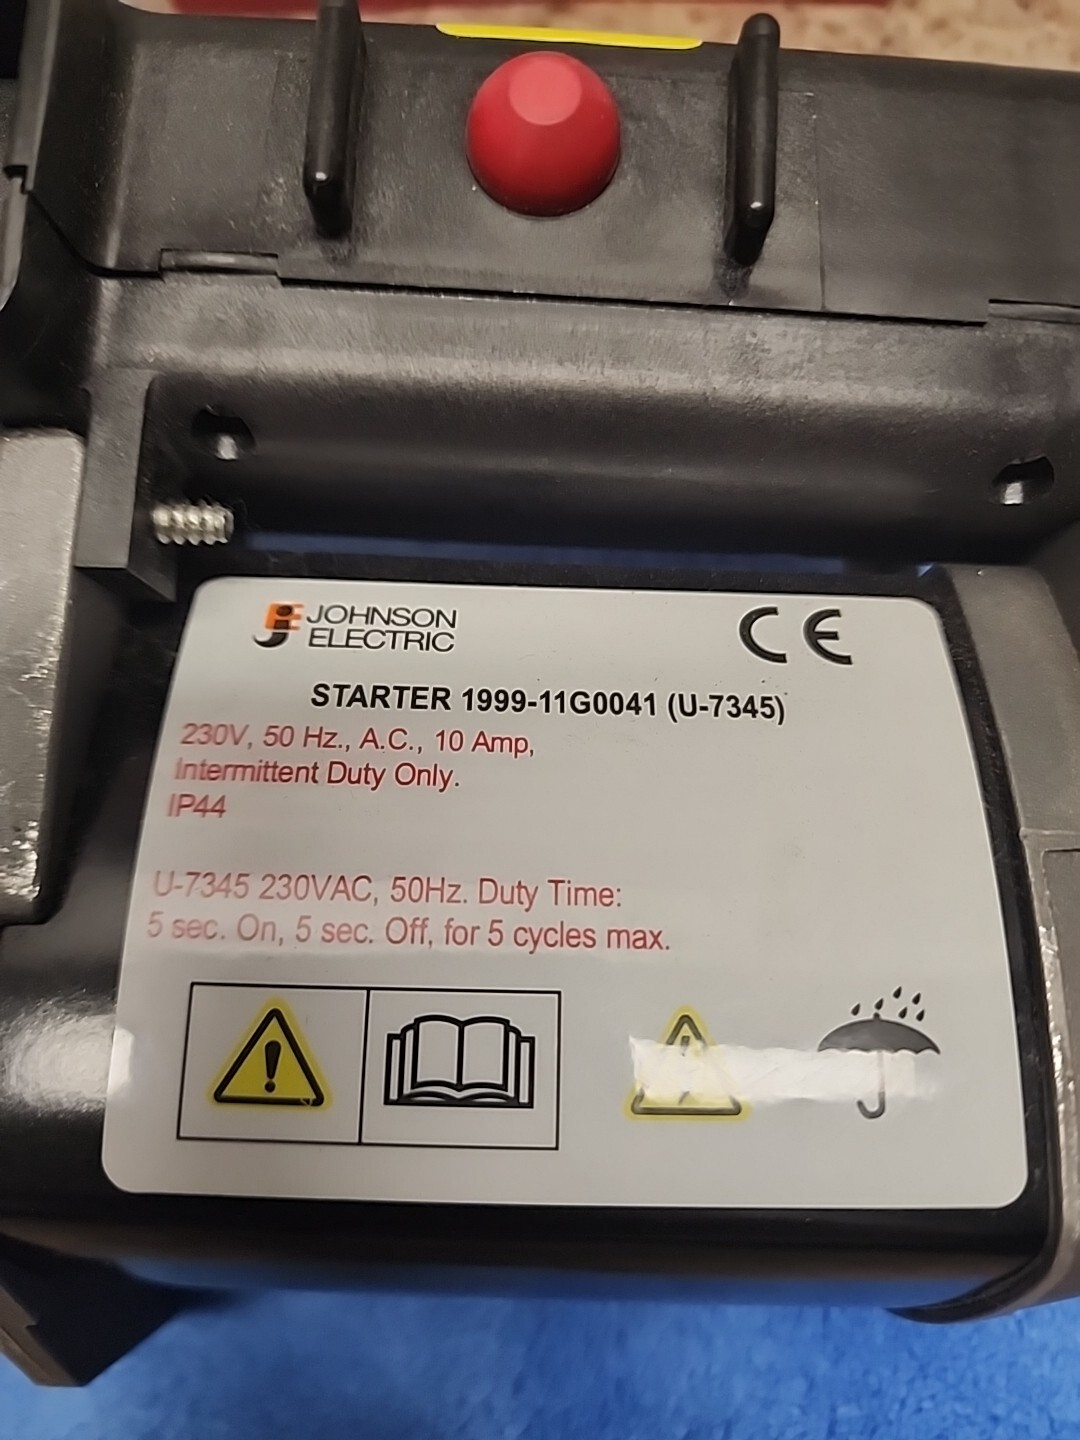 JOHNSON
ELECTRIC
CE
STARTER 1999-11G0041 (U-7345)
230V, 50 Hz., A.C., 10 Amp,
Intermittent Duty Only.
IP44
U-7345 230VAC, 50Hz. Duty Time:
5 sec. On, 5 sec. Off, for 5 cycles max.